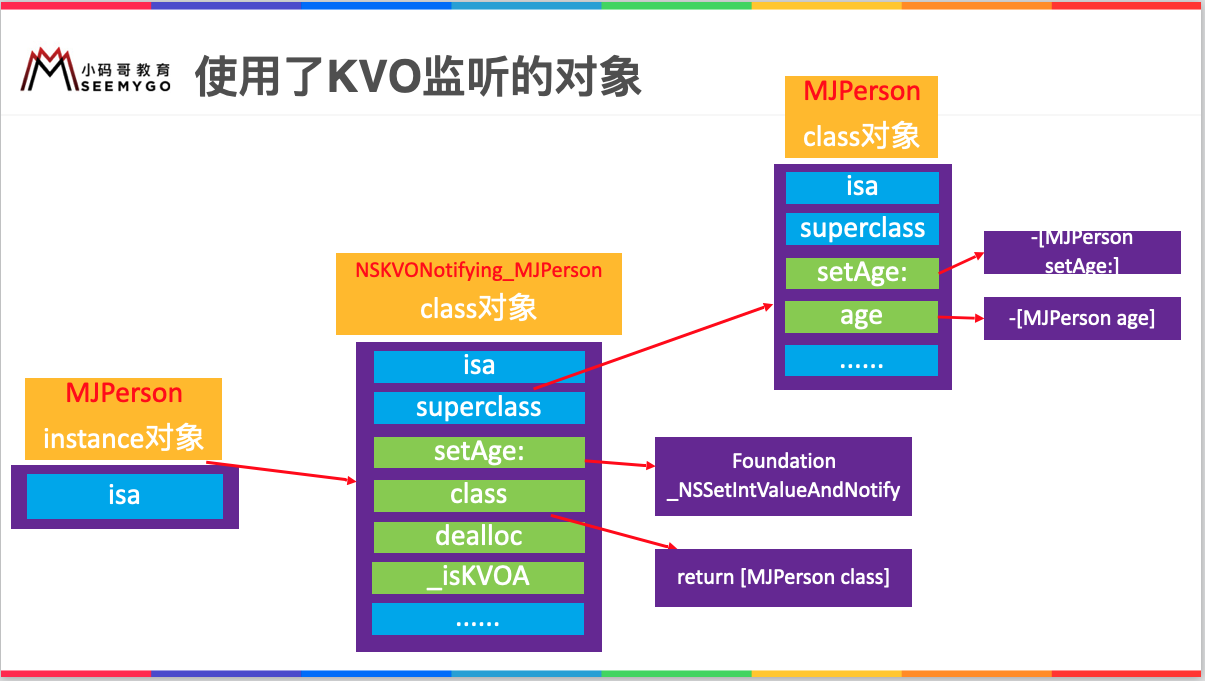 小码哥教育
SEEMYGO
使用了KVO监听的对象
MJPerson
instance对象
isa
NSKVONotifying_MJPerson
class对象
isa
superclass
setAge:
class
dealloc
_isKVOA
......
Foundation
_NSSetIntValueAndNotify
return [MJPerson class]
MJPerson
class对象
isa
superclass
setAge:
age
......
-[MJPerson
setAge:]
-[MJPerson age]